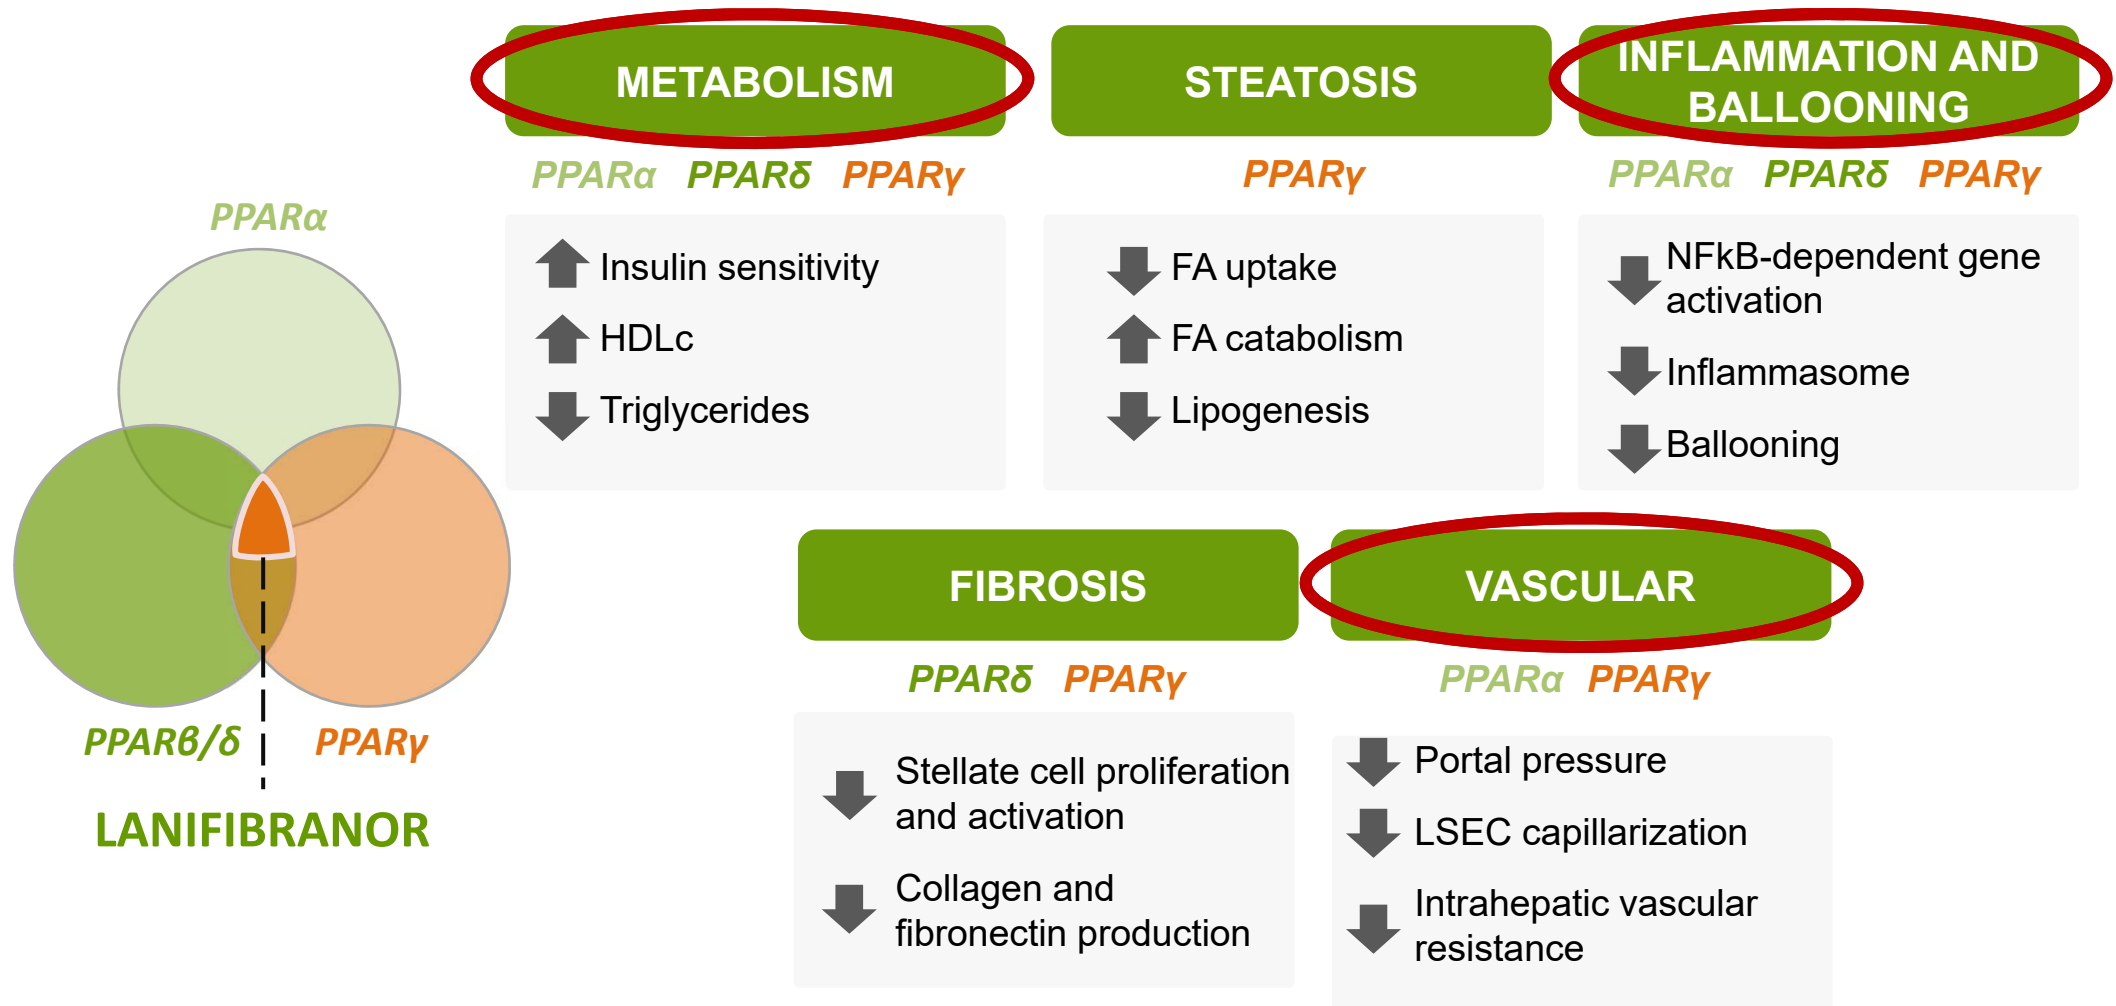 METABOLISM
PPARα PPARδ PPARγ
Insulin sensitivity
HDLc
Triglycerides
STEATOSIS
PPARγ
FA uptake
FA catabolism
Lipogenesis
INFLAMMATION AND
BALLOONING
PPARα PPARδ PPARγ
NFkB-dependent gene
activation
Inflammasome
Ballooning
PPARα
PPARβ/δ
PPARγ
LANIFIBRANOR
FIBROSIS
PPARδ PPARγ
Stellate cell proliferation
and activation
Collagen and
fibronectin production
VASCULAR
PPARα PPARγ
Portal pressure
LSEC capillarization
Intrahepatic vascular
resistance